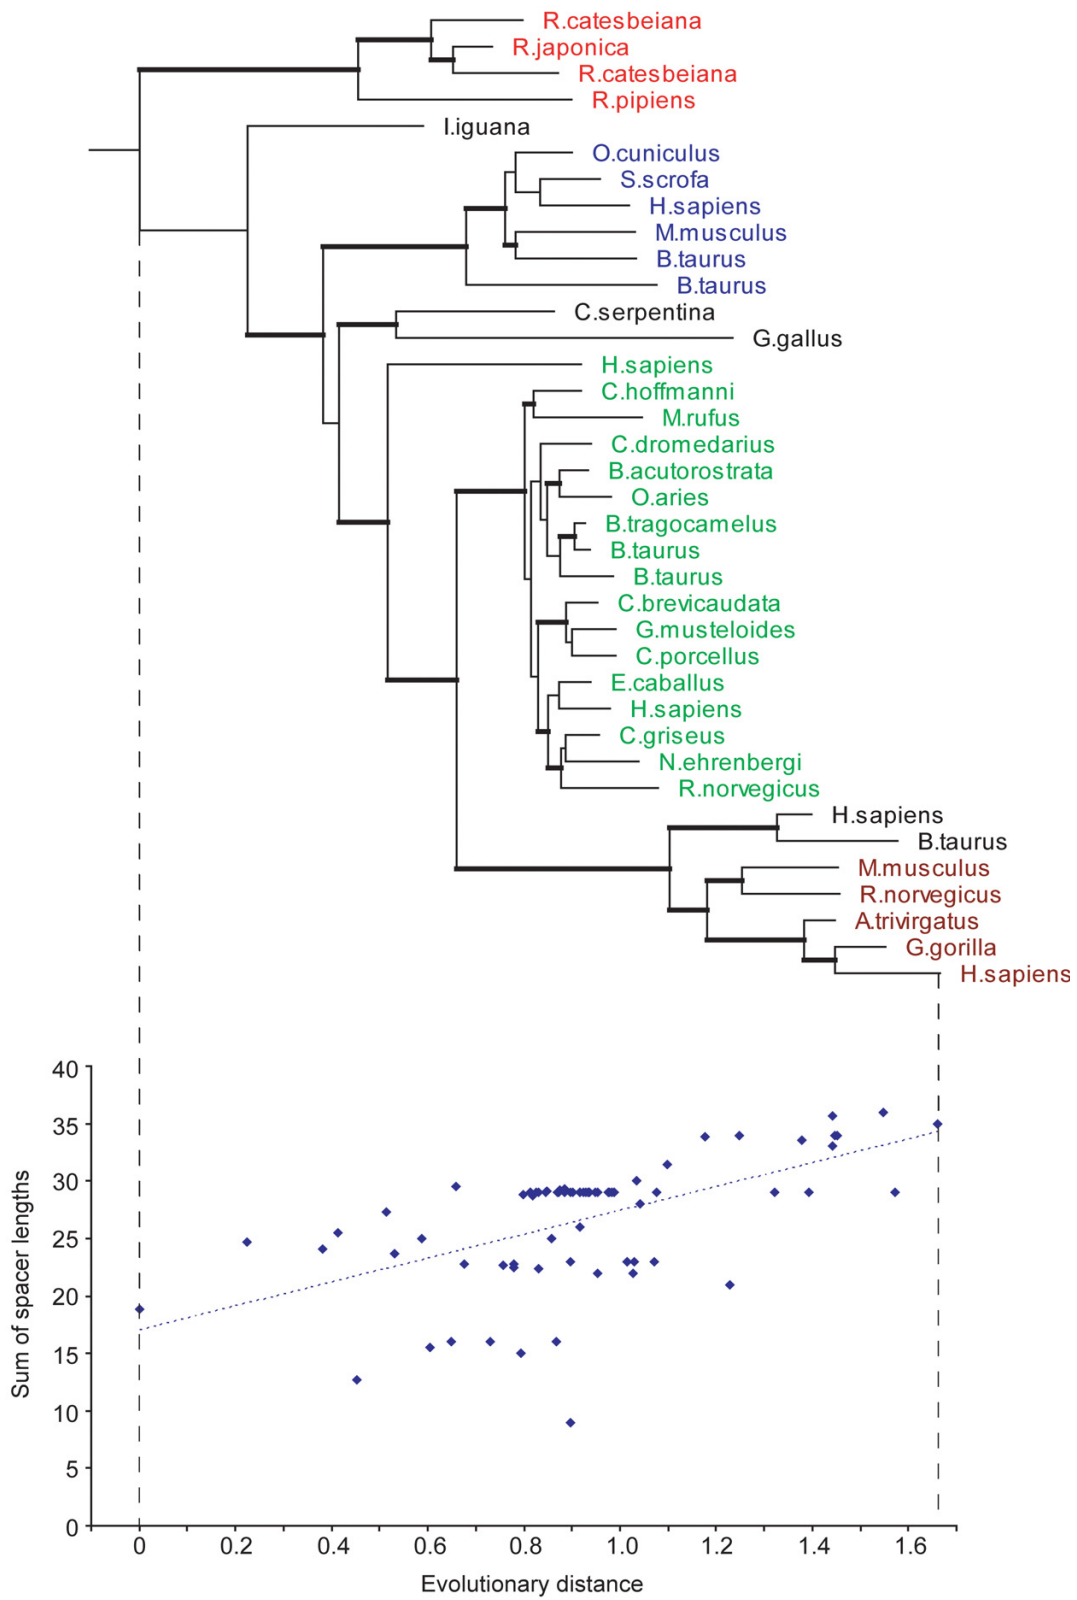 R.catesbeiana
R.japonica
R.catesbeiana
R.pipiens
I.iguana
O.cuniculus
S.scrofa
H.sapiens
M.musculus
B.taurus
B.taurus
C.serpentina
G.gallus
H.sapiens
C.hoffmanni
M.rufus
C.dromedarius
B.acutorostrata
O.aries
B.tragocamelus
B.taurus
B.taurus
C.brevicaudata
G.musteloides
C.porcellus
E.caballus
H.sapiens
C.griseus
N.ehrenbergi
R.norvegicus
H.sapiens
B.taurus
M.musculus
R.norvegicus
A.trivirgatus
G.gorilla
H.sapiens
40
35
30
25
20
15
10
5
0
Sum of spacer lengths
0 0.2 0.4 0.6 0.8 1.0 1.2 1.4 1.6
Evolutionary distance